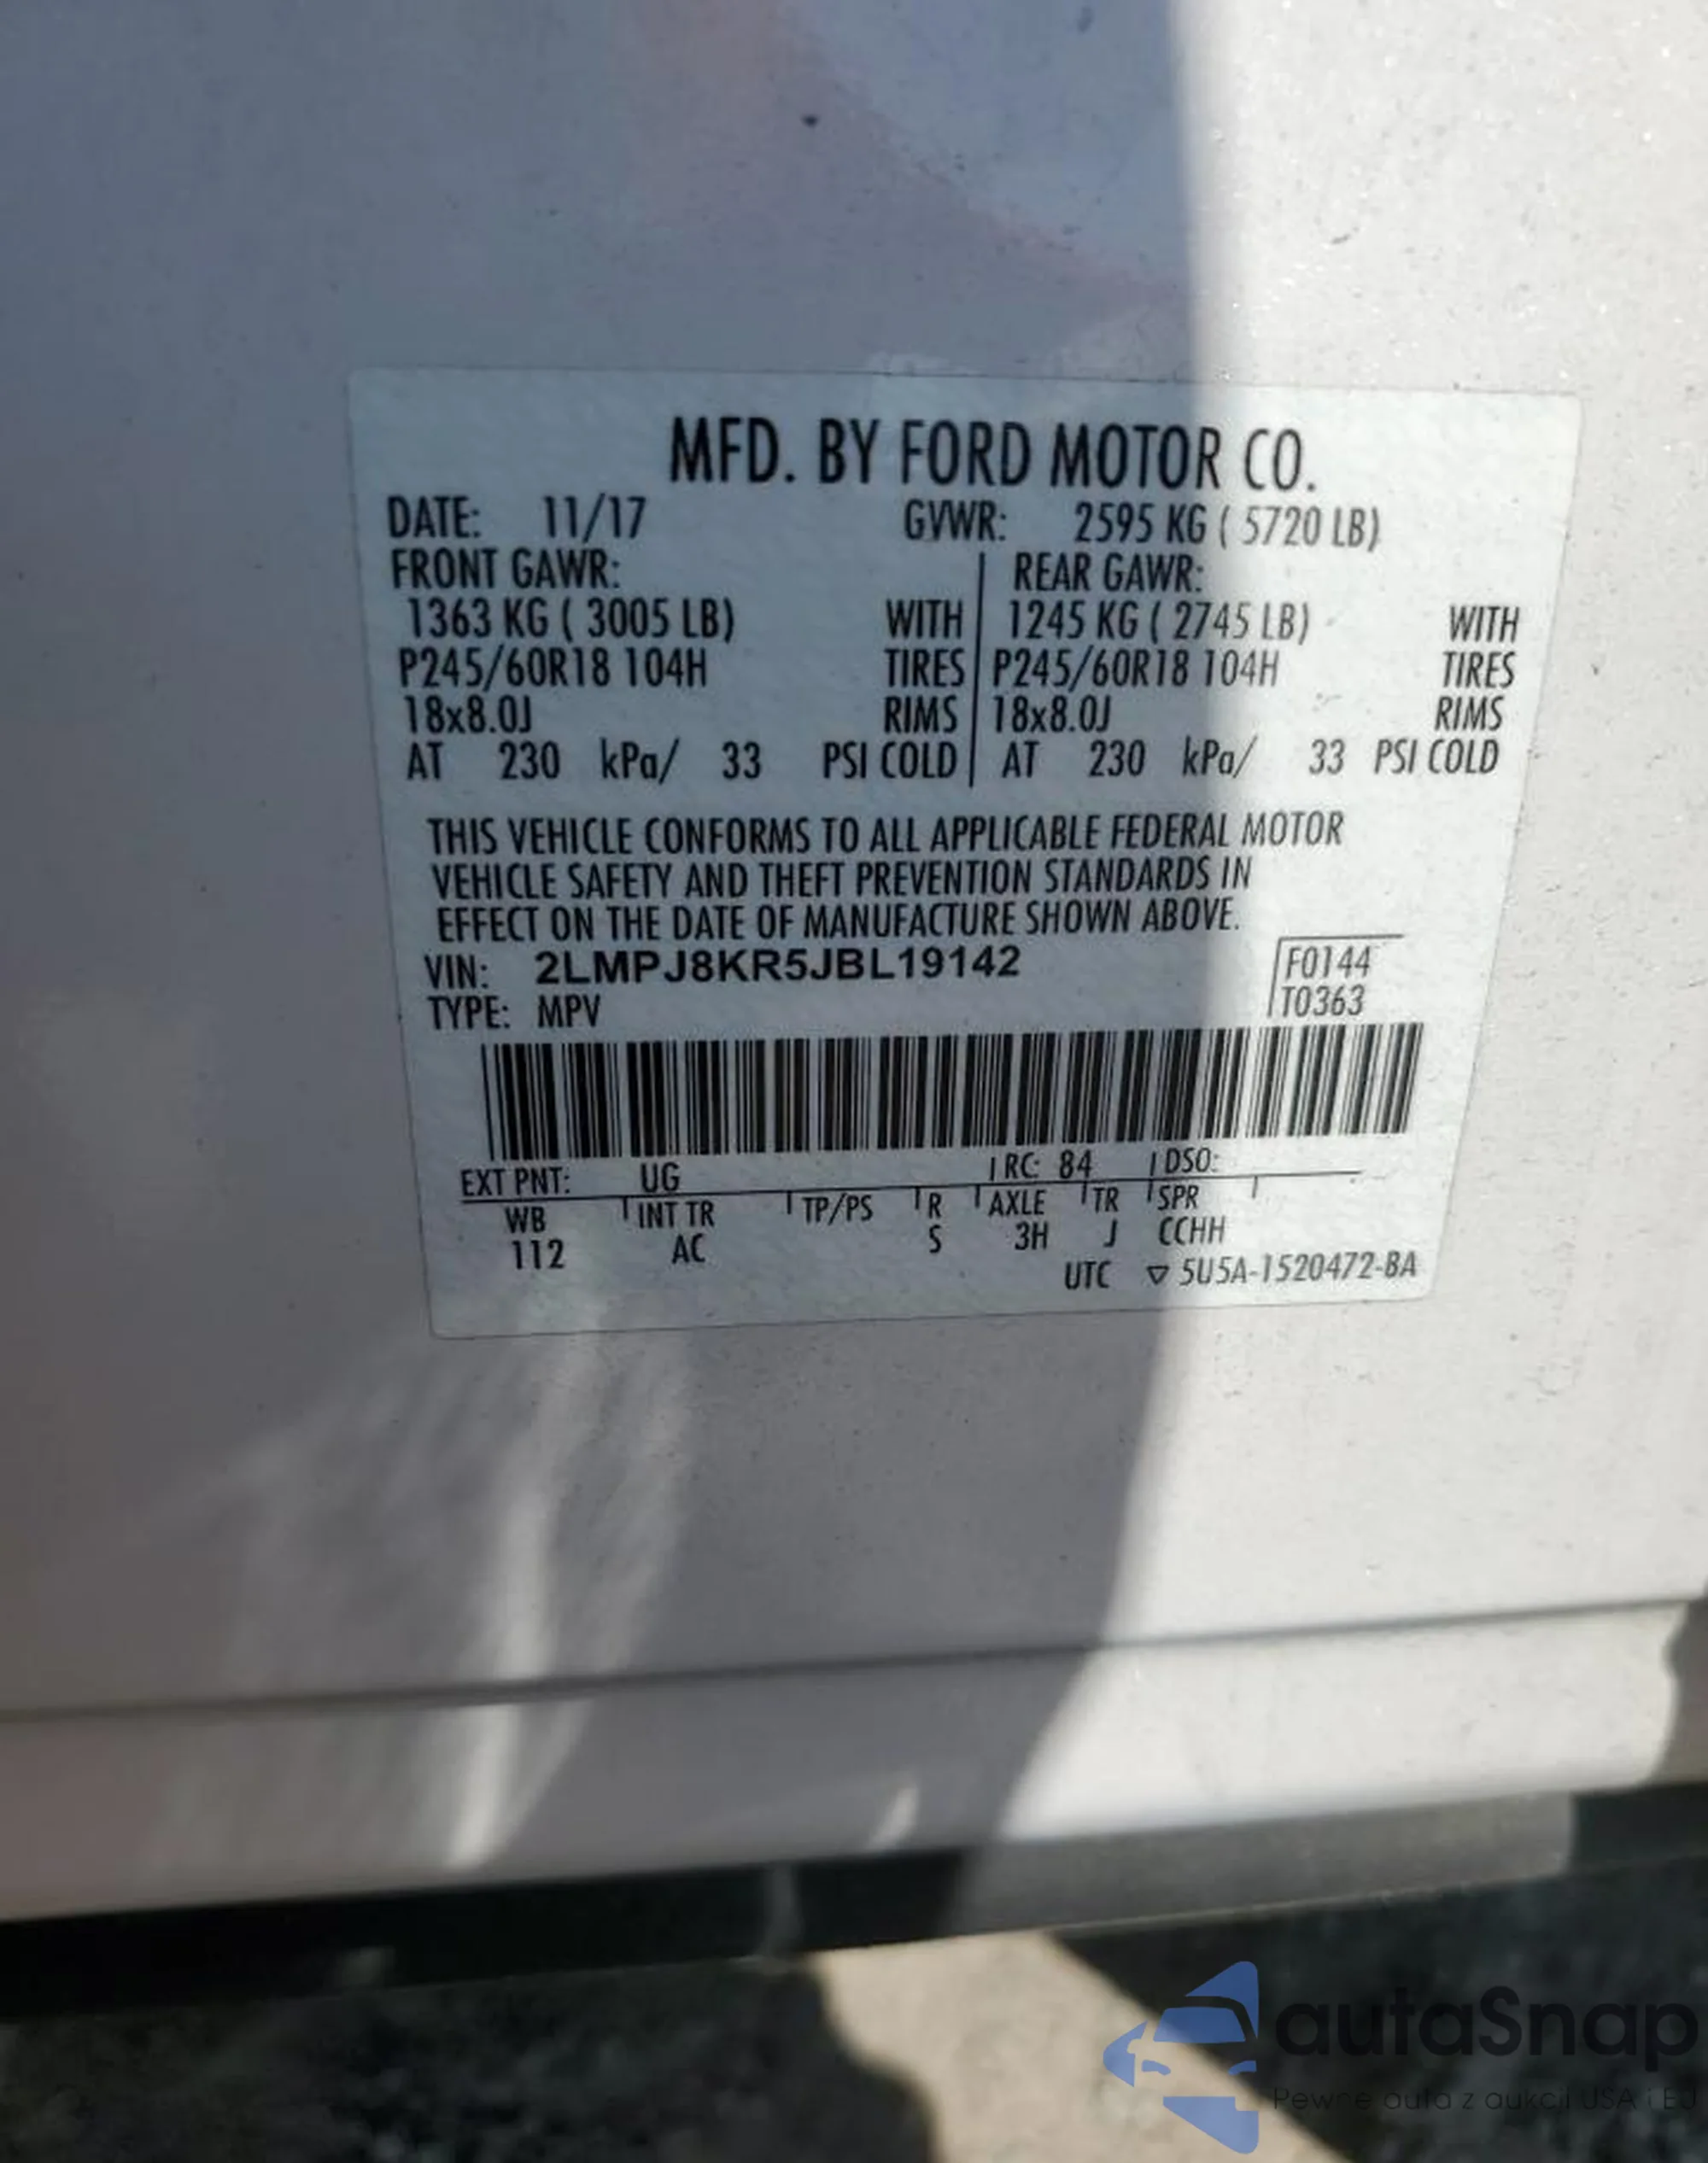 MFD. BY FORD MOTOR CO.
DATE: 11/17 GVWR: 2595 KG ( 5720 LB)
FRONT GAWR: REAR GAWR:
1363 KG ( 3005 LB) WITH 1245 KG ( 2745 LB) WITH
P245/60R18 104H TIRES P245/60R18 104H TIRES
18x8.0J RIMS 18x8.0J RIMS
AT 230 kPa/ 33 PSI COLD AT 230 kPa/ 33 PSI COLD
THIS VEHICLE CONFORMS TO ALL APPLICABLE FEDERAL MOTOR
VEHICLE SAFETY AND THEFT PREVENTION STANDARDS IN
EFFECT ON THE DATE OF MANUFACTURE SHOWN ABOVE.
VIN: 2LMPJ8KR5JBL19142 F0144
TYPE: MPV T0363
EXT PNT: UG RC: 84 DSO:
WB INT TR TP/PS R AXLE TR SPR
112 AC S 3H J CCHH
UTC ▽ 5U5A-1520472-BA
autaSnap
Pewne auta z aukcji USA i EU